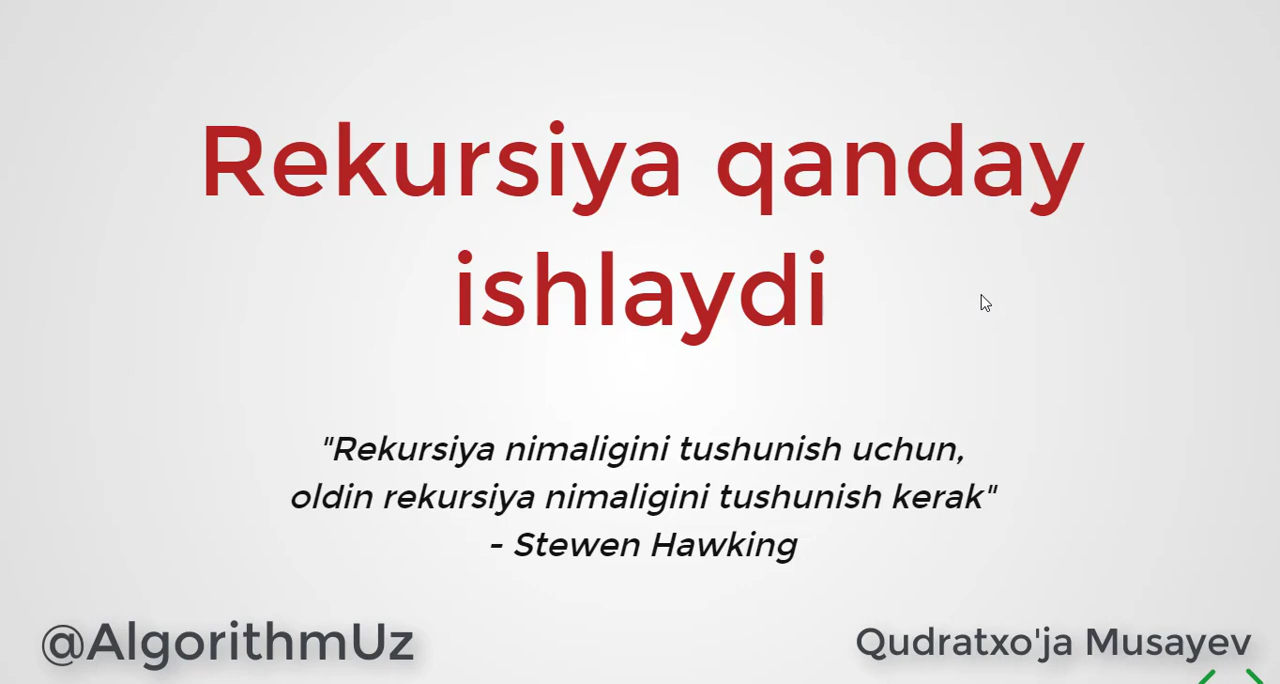 Rekursiya qanday
ishlaydi
"Rekursiya nimaligini tushunish uchun,
oldin rekursiya nimaligini tushunish kerak"
- Stewen Hawking
@AlgorithmUz
Qudratxo'ja Musayev